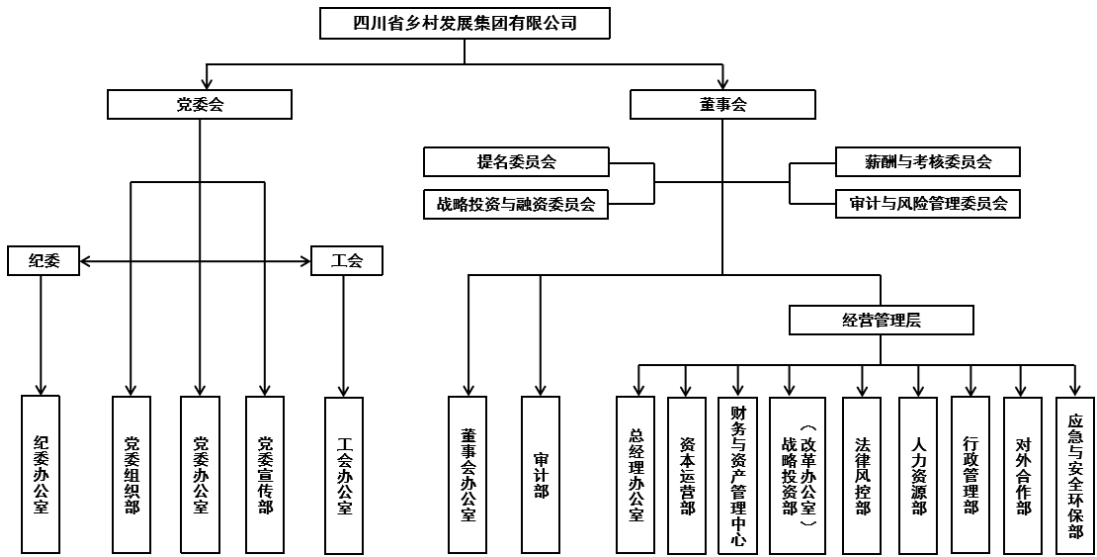 四川省乡村发展集团有限公司
党委会
董事会
提名委员会
薪酬与考核委员会
战略投资与融资委员会
审计与风险管理委员会
纪委
工会
经营管理层
纪委办公室
党委组织部
党委办公室
党委宣传部
工会办公室
董事会办公室
审计部
总经理办公室
资本运营部
财务与资产管理中心
战略投资部
（改革办公室）
法律风控部
人力资源部
行政管理部
对外合作部
应急与安全环保部